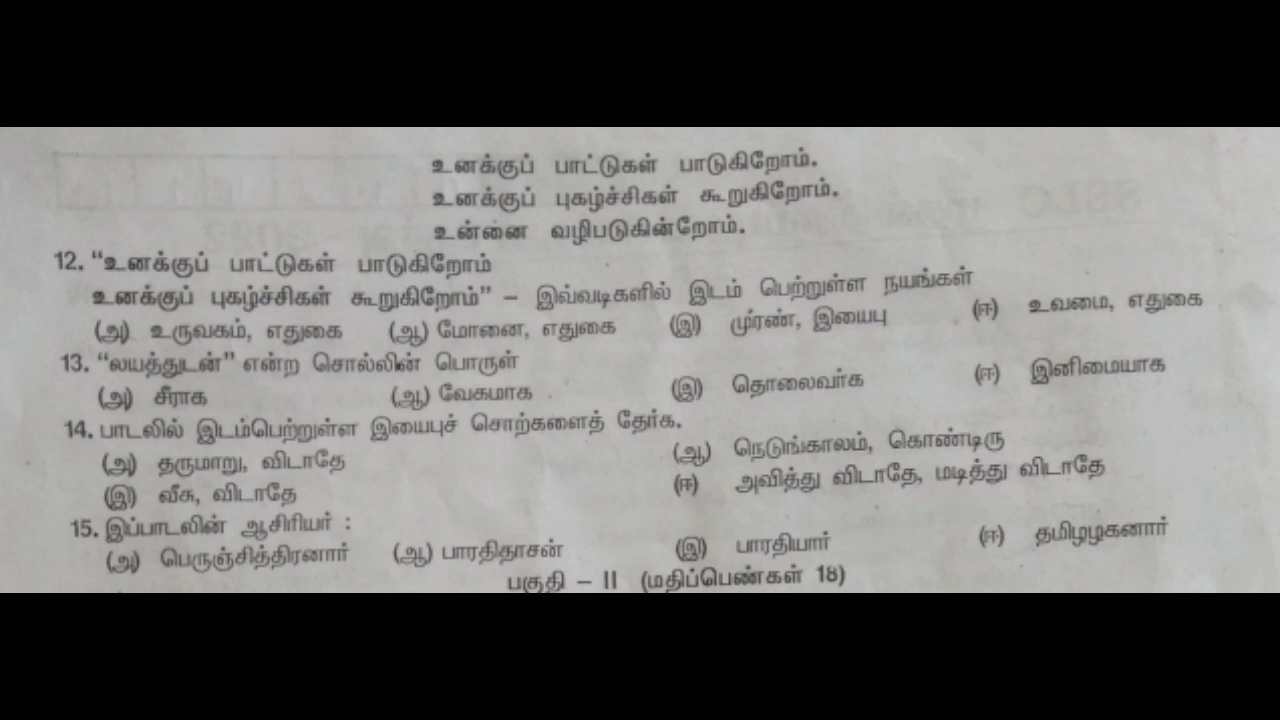 உனக்குப் பாட்டுகள் பாடுகிறோம்.
உனக்குப் புகழ்ச்சிகள் கூறுகிறோம்.
உன்னை வழிபடுகின்றோம்.
12. "உனக்குப் பாட்டுகள் பாடுகிறோம்
உனக்குப் புகழ்ச்சிகள் கூறுகிறோம்" – இவ்வடிகளில் இடம் பெற்றுள்ள நயங்கள்
(அ) உருவகம், எதுகை (ஆ) மோனை, எதுகை (இ) முரண், இயைபு (ஈ) உவமை, எதுகை
13. "லயத்துடன்" என்ற சொல்லின் பொருள்
(அ) சீராக (ஆ) வேகமாக (இ) தொலைவர்க (ஈ) இனிமையாக
14. பாடலில் இடம்பெற்றுள்ள இயைபுச் சொற்களைத் தேர்க.
(அ) தருமாறு, விடாதே (ஆ) நெடுங்காலம், கொண்டிரு
(இ) வீசு, விடாதே (ஈ) அவித்து விடாதே, மடித்து விடாதே
15. இப்பாடலின் ஆசிரியர் :
(அ) பெருஞ்சித்திரனார் (ஆ) பாரதிதாசன் (இ) பாரதியார் (ஈ) தமிழழகனார்
பகுதி – II (மதிப்பெண்கள் 18)